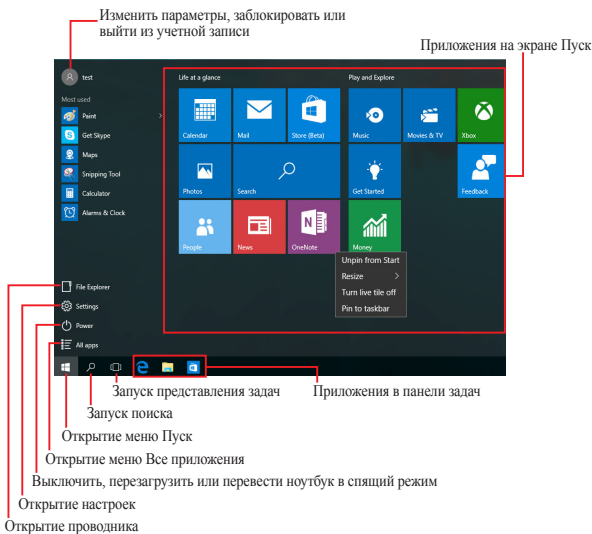 Изменить параметры, заблокировать или
выйти из учетной записи
Приложения на экране Пуск
test
Life at a glance
Play and Explore
Most used
Paint
Get Skype
Maps
Snipping Tool
Calculator
Alarms & Clock
Calendar
Mail
Store (Beta)
Music
Movies & TV
Xbox
Photos
Search
Get Started
Feedback
People
News
OneNote
Money
Unpin from Start
Resize
Turn live tile off
Pin to taskbar
File Explorer
Settings
Power
All apps
Запуск представления задач
Приложения в панели задач
Запуск поиска
Открытие меню Пуск
Открытие меню Все приложения
Выключить, перезагрузить или перевести ноутбук в спящий режим
Открытие настроек
Открытие проводника